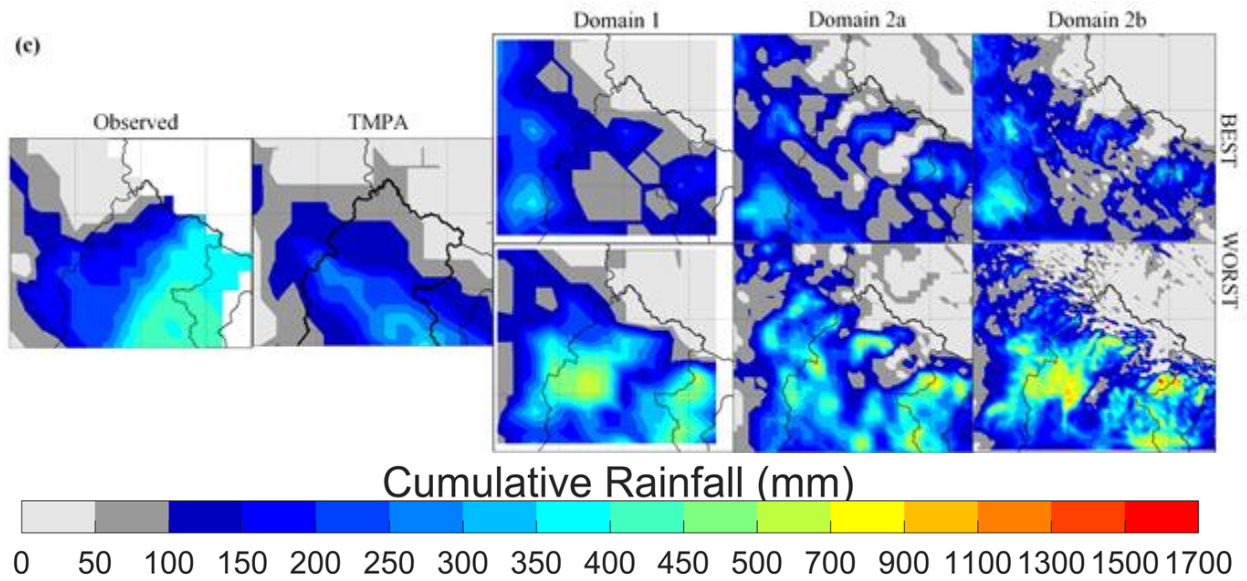 Domain 1 Domain 2a Domain 2b
(c)
Observed TMPA
BEST
WORST
Cumulative Rainfall (mm)
0 50 100 150 200 250 300 350 400 450 500 700 900 1100 1300 1500 1700